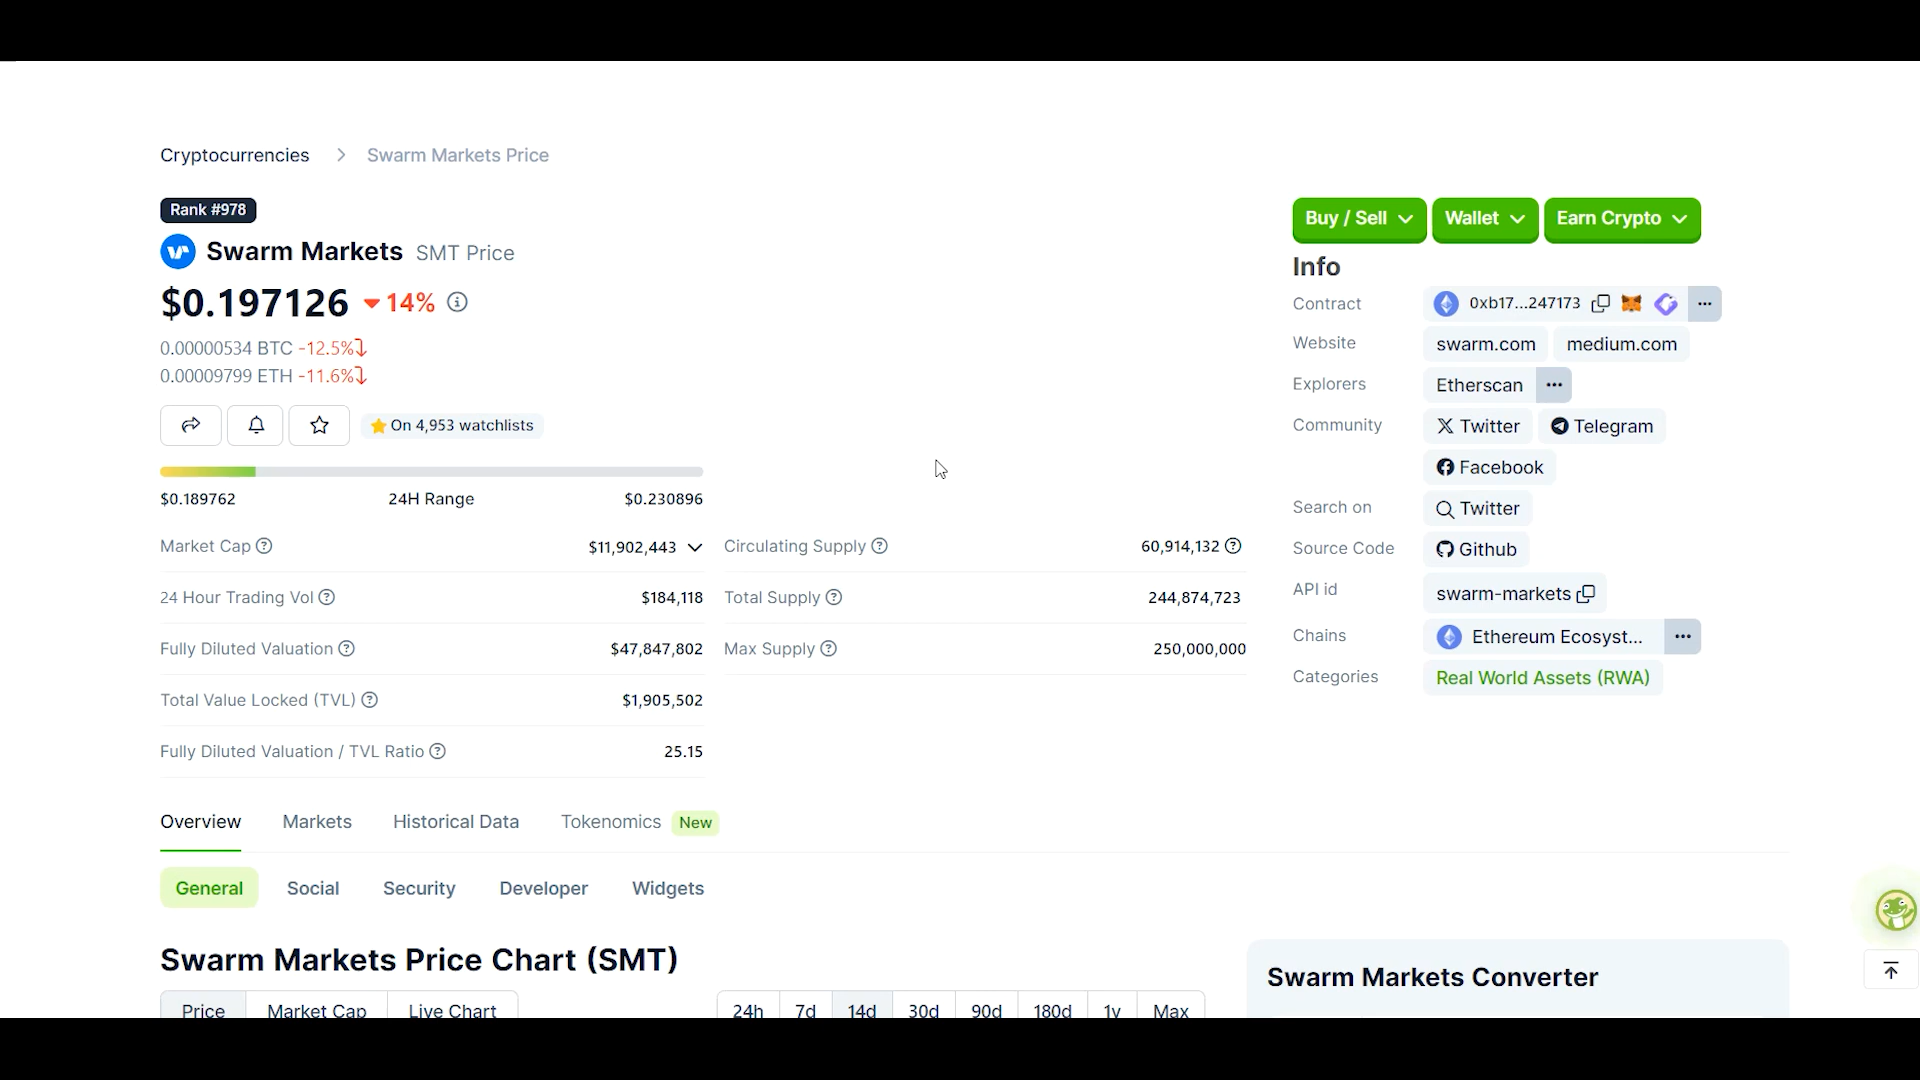 Cryptocurrencies > Swarm Markets Price
Rank #978
Swarm Markets SMT Price
$0.197126 14%
0.00000534 BTC -12.5%
0.00009799 ETH -11.6%
On 4,953 watchlists
$0.189762 24H Range $0.230896
Market Cap $11,902,443
24 Hour Trading Vol $184,118
Fully Diluted Valuation $47,847,802
Total Value Locked (TVL) $1,905,502
Fully Diluted Valuation / TVL Ratio 25.15
Circulating Supply 60,914,132
Total Supply 244,874,723
Max Supply 250,000,000
Buy / Sell Wallet Earn Crypto
Info
Contract 0xb17...247173 ...
Website swarm.com medium.com
Explorers Etherscan ...
Community Twitter Telegram
Facebook
Search on Twitter
Source Code Github
API id swarm-markets
Chains Ethereum Ecosyst... ...
Categories Real World Assets (RWA)
Overview Markets Historical Data Tokenomics New
General Social Security Developer Widgets
Swarm Markets Price Chart (SMT)
Price Market Cap Live Chart 24h 7d 14d 30d 90d 180d 1y Max
Swarm Markets Converter